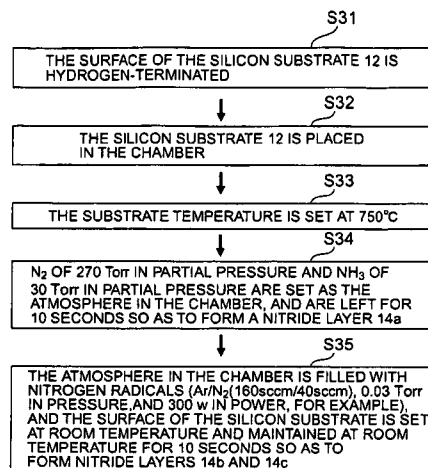 S31
THE SURFACE OF THE SILICON SUBSTRATE 12 IS
HYDROGEN-TERMINATED
S32
THE SILICON SUBSTRATE 12 IS PLACED
IN THE CHAMBER
S33
THE SUBSTRATE TEMPERATURE IS SET AT 750°C
S34
N₂ OF 270 Torr IN PARTIAL PRESSURE AND NH₃ OF
30 Torr IN PARTIAL PRESSURE ARE SET AS THE
ATMOSPHERE IN THE CHAMBER, AND ARE LEFT FOR
10 SECONDS SO AS TO FORM A NITRIDE LAYER 14a
S35
THE ATMOSPHERE IN THE CHAMBER IS FILLED WITH
NITROGEN RADICALS (Ar/N₂(160sccm/40sccm), 0.03 Torr
IN PRESSURE,AND 300 w IN POWER, FOR EXAMPLE),
AND THE SURFACE OF THE SILICON SUBSTRATE IS SET
AT ROOM TEMPERATURE AND MAINTAINED AT ROOM
TEMPERATURE FOR 10 SECONDS SO AS TO
FORM NITRIDE LAYERS 14b AND 14c